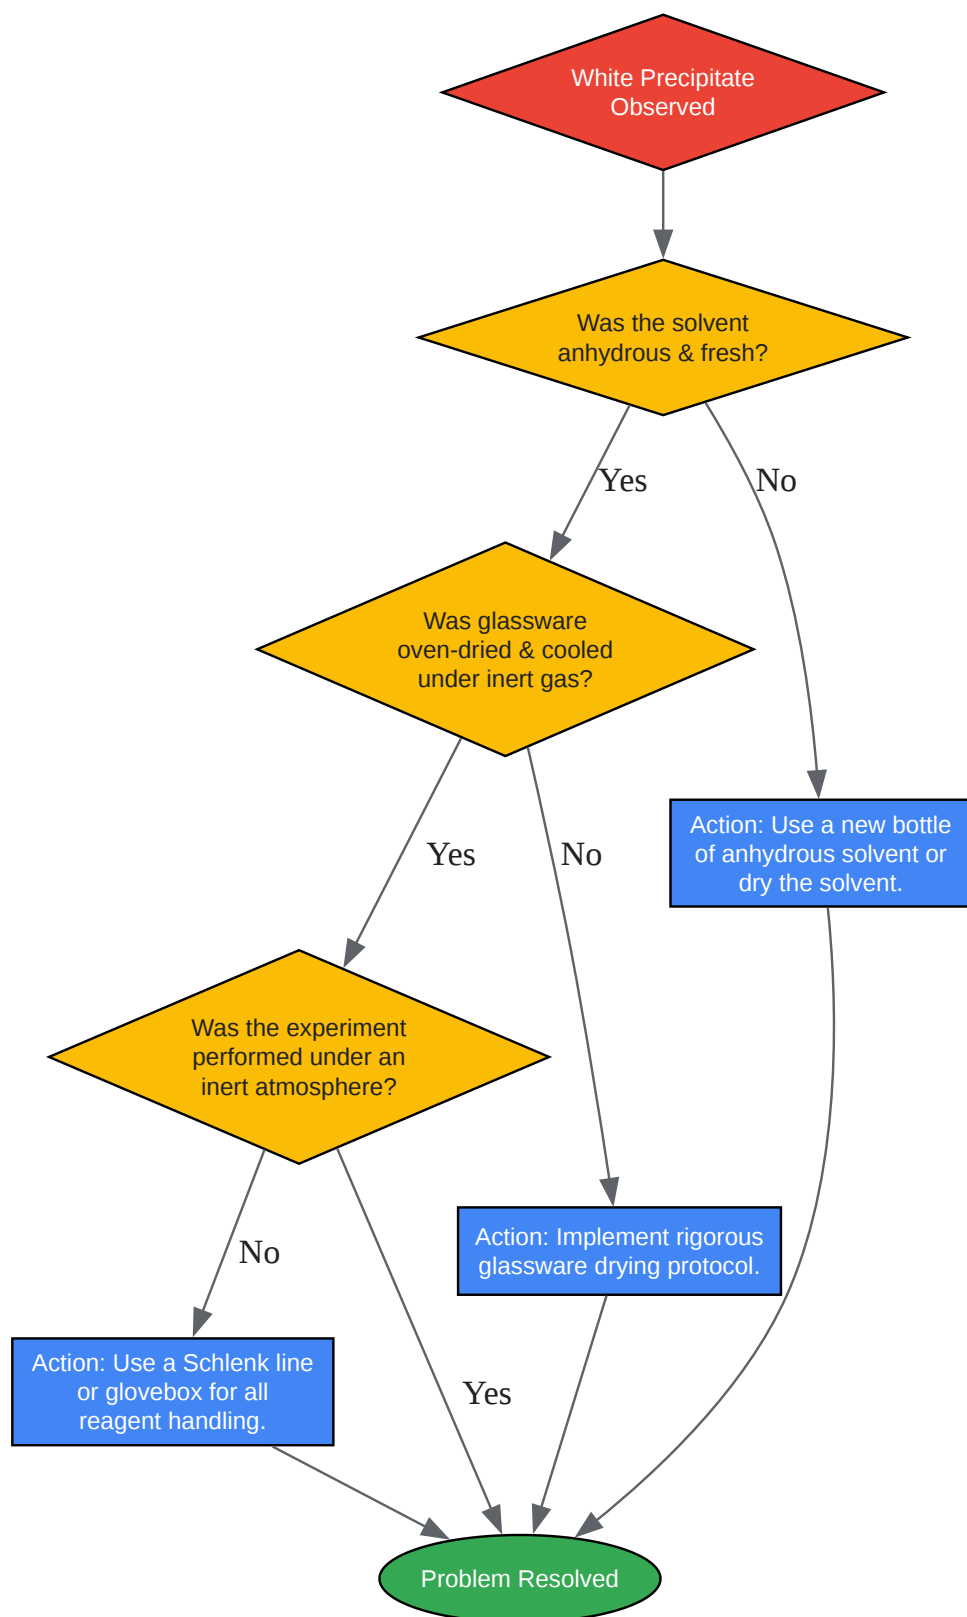 White Precipitate
Observed
Was the solvent
anhydrous & fresh?
Yes
No
Was glassware
oven-dried & cooled
under inert gas?
Action: Use a new bottle
of anhydrous solvent or
dry the solvent.
Yes
No
Was the experiment
performed under an
inert atmosphere?
Action: Implement rigorous
glassware drying protocol.
No
Action: Use a Schlenk line
or glovebox for all
reagent handling.
Yes
Problem Resolved